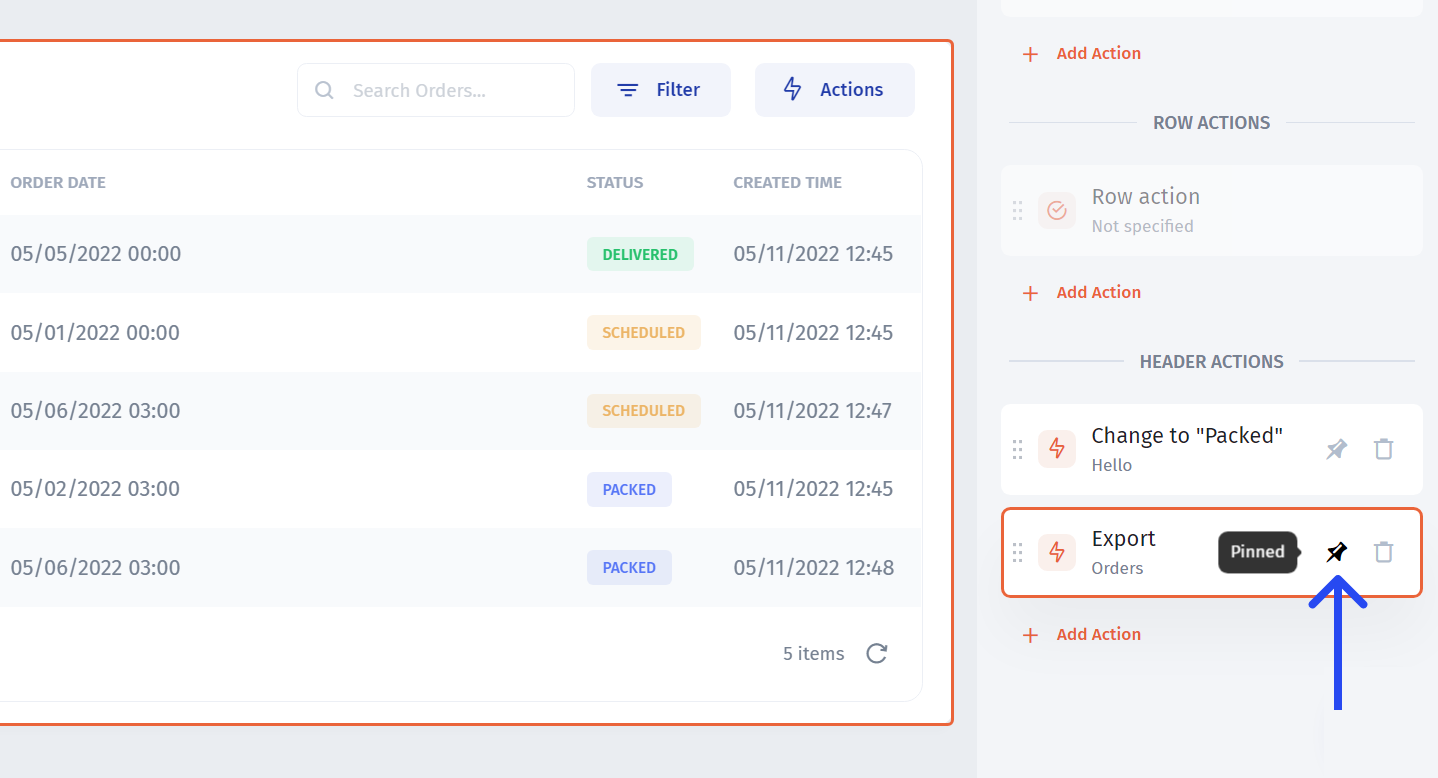 Search Orders...
Filter
Actions
ORDER DATE STATUS CREATED TIME
05/05/2022 00:00 DELIVERED 05/11/2022 12:45
05/01/2022 00:00 SCHEDULED 05/11/2022 12:45
05/06/2022 03:00 SCHEDULED 05/11/2022 12:47
05/02/2022 03:00 PACKED 05/11/2022 12:45
05/06/2022 03:00 PACKED 05/11/2022 12:48
5 items
Add Action
ROW ACTIONS
Row action
Not specified
Add Action
HEADER ACTIONS
Change to "Packed"
Hello
Export
Orders
Pinned
Add Action